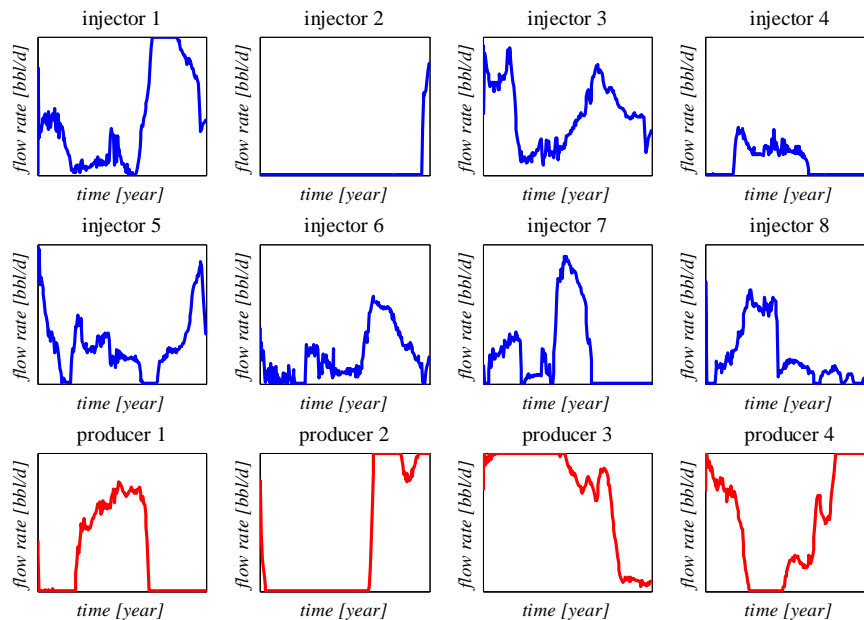 injector 1
injector 2
injector 3
injector 4
flow rate [bbl/d]
flow rate [bbl/d]
flow rate [bbl/d]
flow rate [bbl/d]
time [year]
time [year]
time [year]
time [year]
injector 5
injector 6
injector 7
injector 8
flow rate [bbl/d]
flow rate [bbl/d]
flow rate [bbl/d]
flow rate [bbl/d]
time [year]
time [year]
time [year]
time [year]
producer 1
producer 2
producer 3
producer 4
flow rate [bbl/d]
flow rate [bbl/d]
flow rate [bbl/d]
flow rate [bbl/d]
time [year]
time [year]
time [year]
time [year]